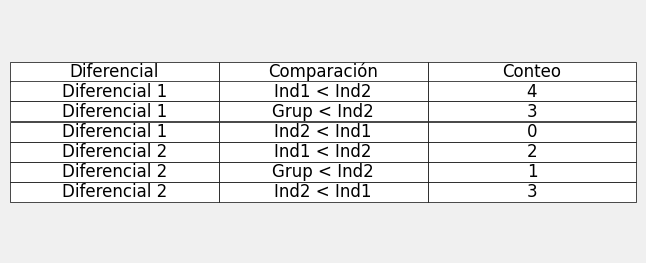 Diferencial Comparación Conteo
Diferencial 1 Ind1 < Ind2 4
Diferencial 1 Grup < Ind2 3
Diferencial 1 Ind2 < Ind1 0
Diferencial 2 Ind1 < Ind2 2
Diferencial 2 Grup < Ind2 1
Diferencial 2 Ind2 < Ind1 3